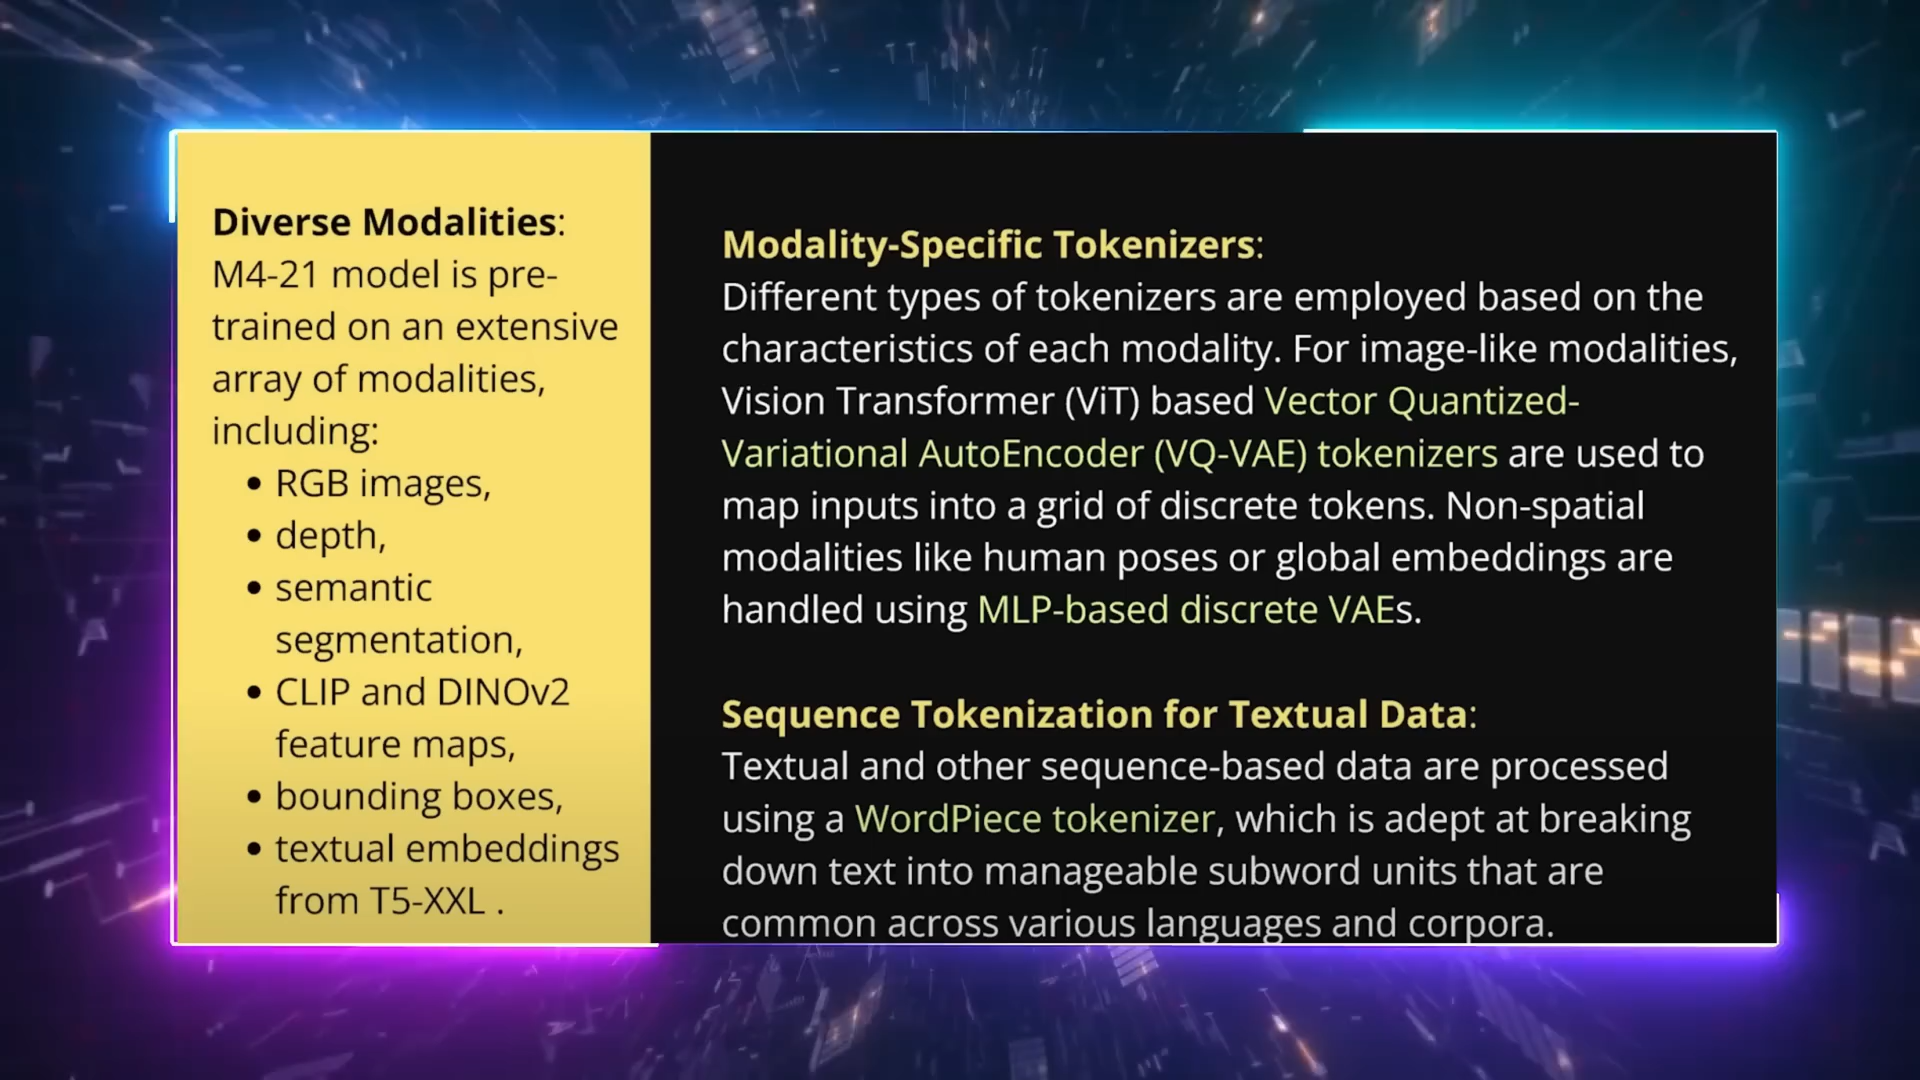 Diverse Modalities:
M4-21 model is pre-
trained on an extensive
array of modalities,
including:
• RGB images,
• depth,
• semantic
segmentation,
• CLIP and DINOv2
feature maps,
• bounding boxes,
• textual embeddings
from T5-XXL .
Modality-Specific Tokenizers:
Different types of tokenizers are employed based on the
characteristics of each modality. For image-like modalities,
Vision Transformer (ViT) based Vector Quantized-
Variational AutoEncoder (VQ-VAE) tokenizers are used to
map inputs into a grid of discrete tokens. Non-spatial
modalities like human poses or global embeddings are
handled using MLP-based discrete VAEs.
Sequence Tokenization for Textual Data:
Textual and other sequence-based data are processed
using a WordPiece tokenizer, which is adept at breaking
down text into manageable subword units that are
common across various languages and corpora.